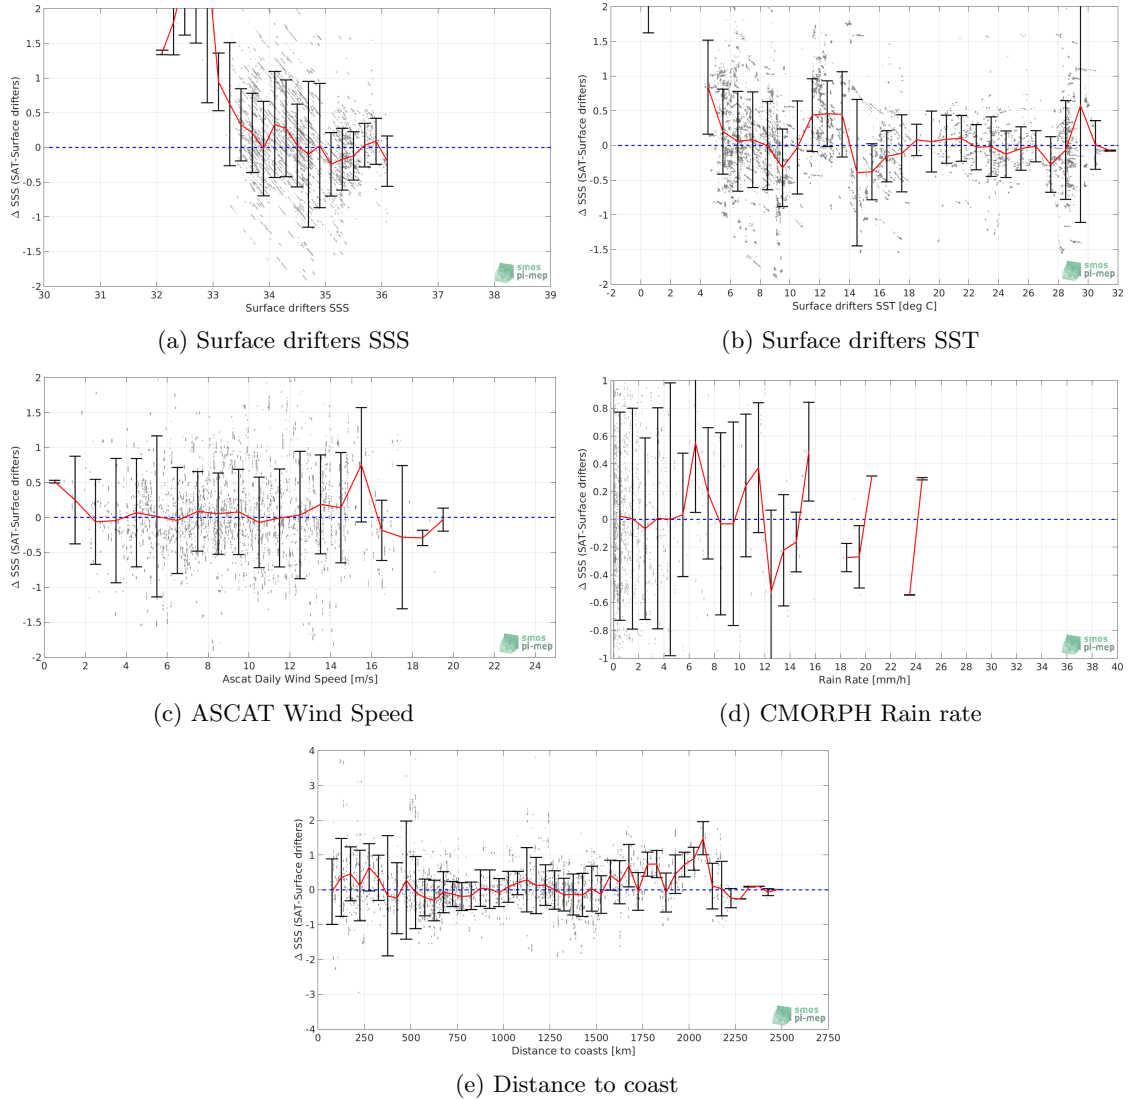 2
1.5
1
0.5
0
-0.5
-1
-1.5
-2
Δ SSS (SAT-Surface drifters)
30 31 32 33 34 35 36 37 38 39
Surface drifters SSS
smos
pi-mep
(a) Surface drifters SSS
2
1.5
1
0.5
0
-0.5
-1
-1.5
-2
Δ SSS (SAT-Surface drifters)
-2 0 2 4 6 8 10 12 14 16 18 20 22 24 26 28 30 32
Surface drifters SST [deg C]
smos
pi-mep
(b) Surface drifters SST
2
1.5
1
0.5
0
-0.5
-1
-1.5
-2
Δ SSS (SAT-Surface drifters)
0 2 4 6 8 10 12 14 16 18 20 22 24
Ascat Daily Wind Speed [m/s]
smos
pi-mep
(c) ASCAT Wind Speed
1
0.8
0.6
0.4
0.2
0
-0.2
-0.4
-0.6
-0.8
-1
Δ SSS (SAT-Surface drifters)
0 2 4 6 8 10 12 14 16 18 20 22 24 26 28 30 32 34 36 38 40
Rain Rate [mm/h]
smos
pi-mep
(d) CMORPH Rain rate
4
3
2
1
0
-1
-2
-3
-4
Δ SSS (SAT-Surface drifters)
0 250 500 750 1000 1250 1500 1750 2000 2250 2500 2750
Distance to coasts [km]
smos
pi-mep
(e) Distance to coast